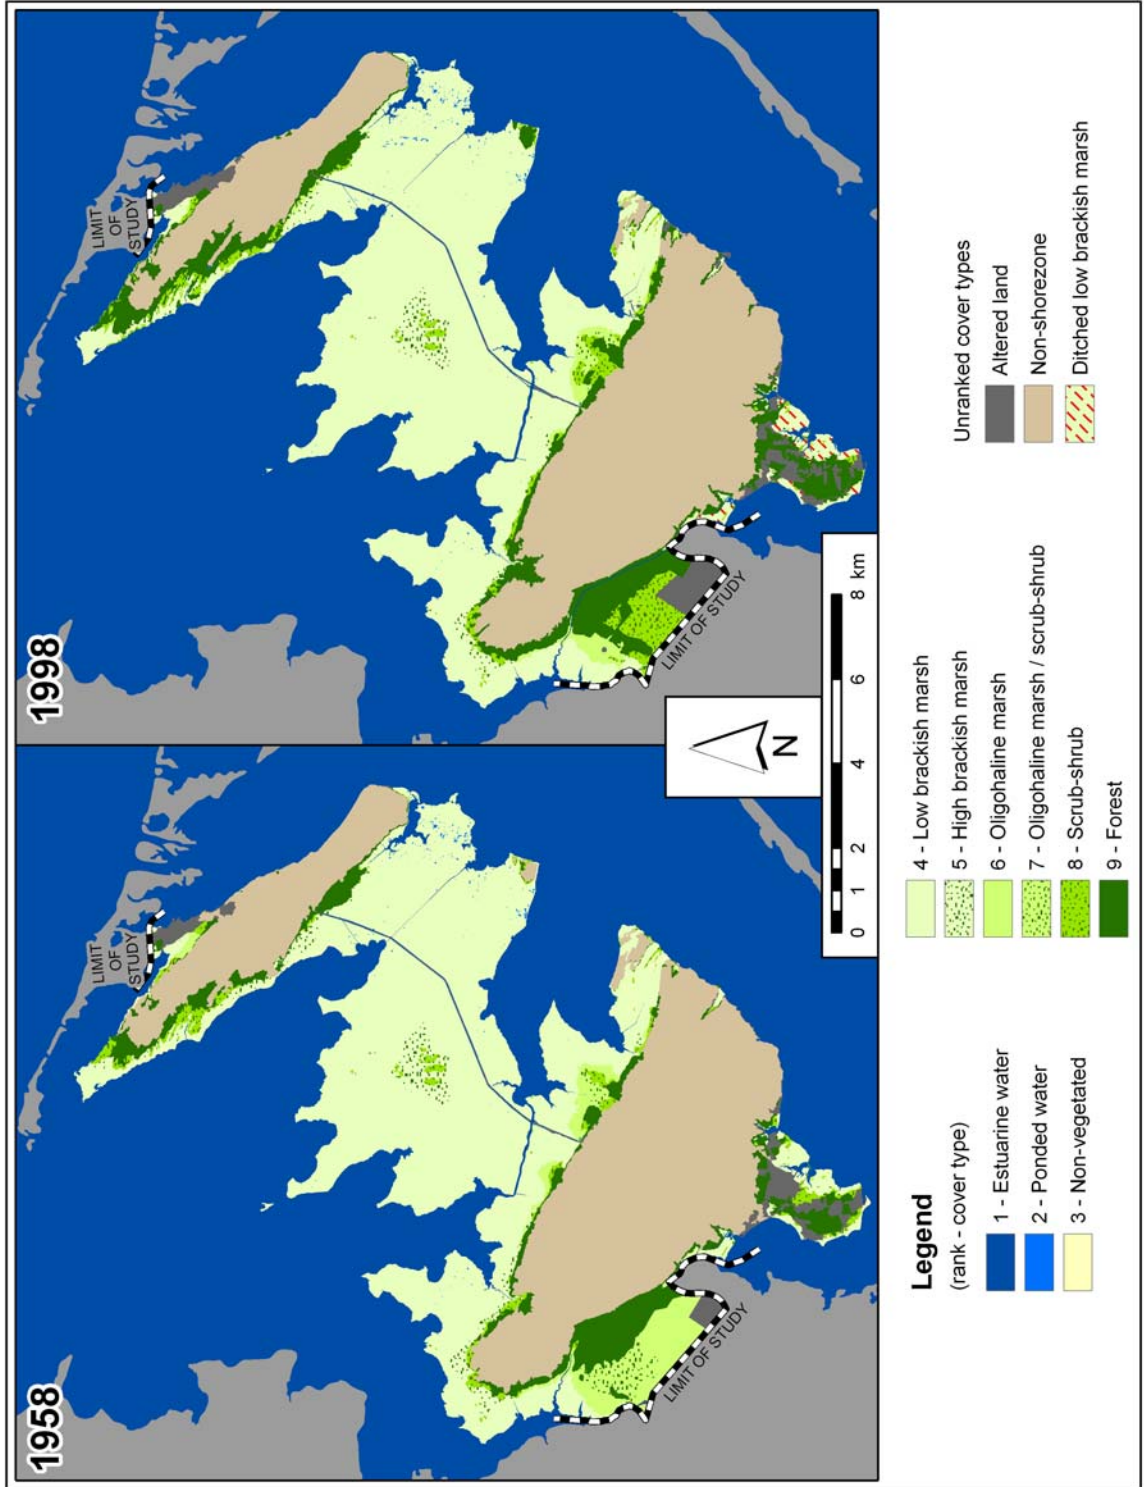 1958
LIMIT
OF
STUDY
LIMIT OF STUDY
1998
LIMIT
OF
STUDY
LIMIT OF STUDY
N
0 1 2 4 6 8 km
Legend
(rank - cover type)
1 - Estuarine water
2 - Ponded water
3 - Non-vegetated
4 - Low brackish marsh
5 - High brackish marsh
6 - Oligohaline marsh
7 - Oligohaline marsh / scrub-shrub
8 - Scrub-shrub
9 - Forest
Unranked cover types
Altered land
Non-shorezone
Ditched low brackish marsh